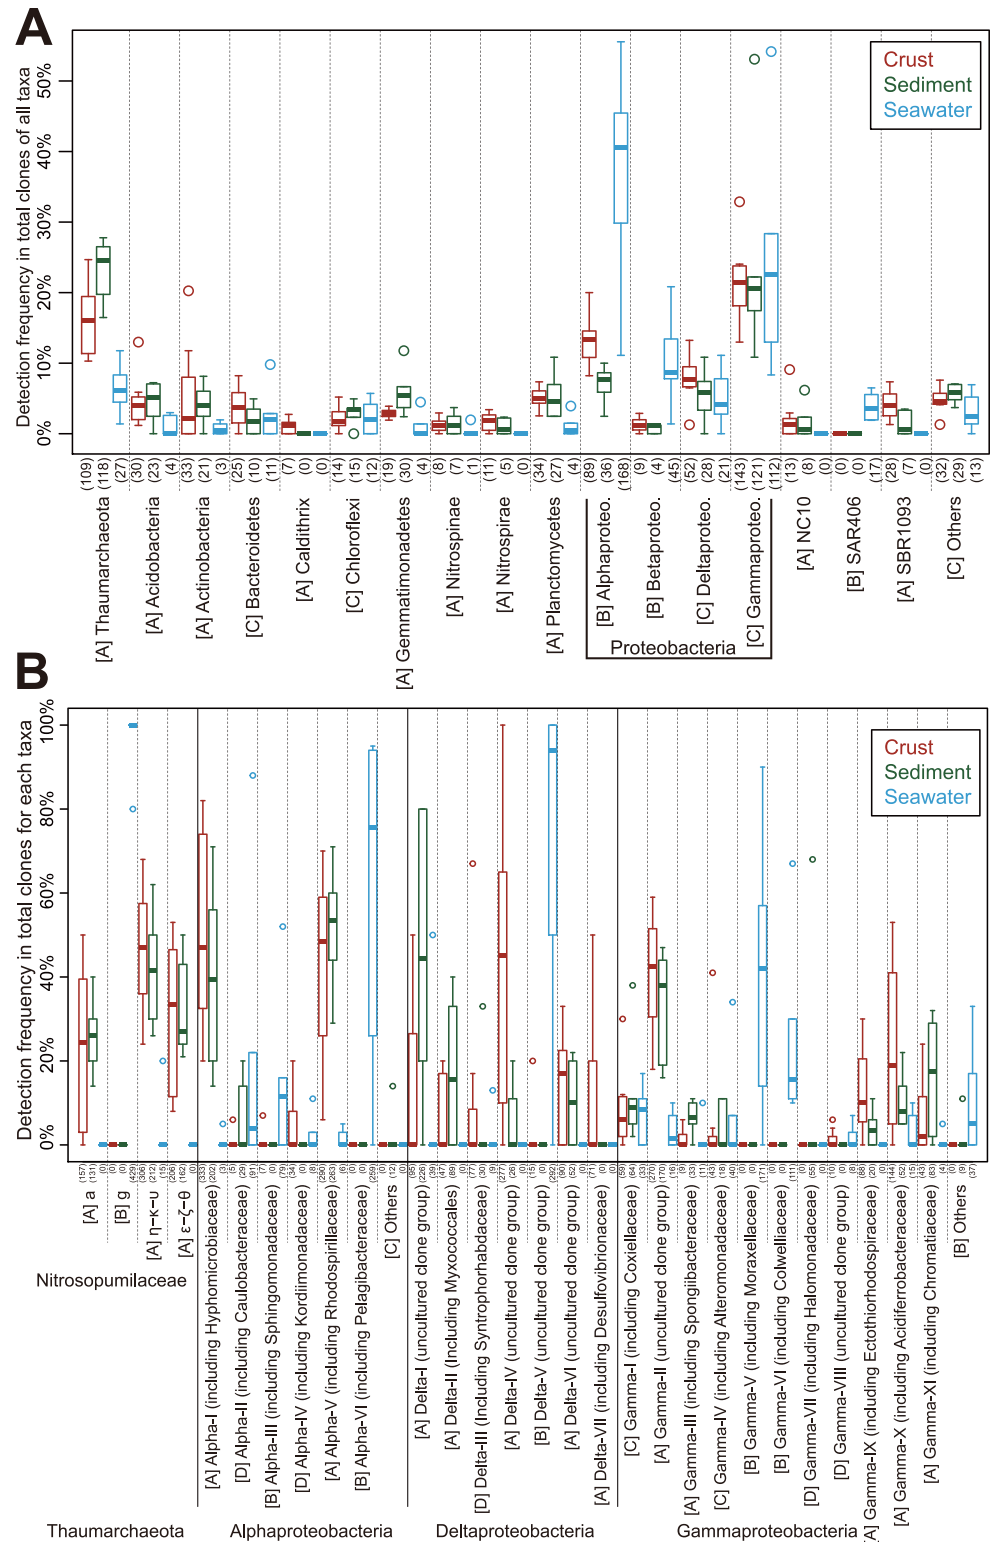 A
Detection frequency in total clones of all taxa
50%
40%
30%
20%
10%
0%
Crust
Sediment
Seawater
(109) (118) (27) (30) (23) (4) (33) (21) (3) (25) (10) (11) (7) (0) (0) (14) (15) (12) (19) (30) (4) (8) (7) (1) (11) (5) (0) (34) (27) (4) (89) (36) (168) (9) (4) (45) (52) (28) (21) (143) (121) (112) (13) (8) (0) (0) (0) (17) (28) (7) (0) (32) (29) (13)
[A] Thaumarchaeota
[A] Acidobacteria
[A] Actinobacteria
[C] Bacteroidetes
[A] Caldithrix
[C] Chloroflexi
[A] Gemmatimonadetes
[A] Nitrospinae
[A] Nitrospirae
[A] Planctomycetes
[B] Alphaproteo.
[B] Betaproteo.
[C] Deltaproteo.
[C] Gammaproteo.
[A] NC10
[B] SAR406
[A] SBR1093
[C] Others
Proteobacteria
B
Detection frequency in total clones for each taxa
100%
80%
60%
40%
20%
0%
Crust
Sediment
Seawater
[A] a
[B] g
[A] η−κ−υ
[A] ε−ζ−θ
Nitrosopumilaceae
[A] Alpha-I (including Hyphomicrobiaceae)
[D] Alpha-II (including Caulobacteraceae)
[B] Alpha-III (including Sphingomonadaceae)
[D] Alpha-IV (including Kordiimonadaceae)
[A] Alpha-V (including Rhodospirillaceae)
[B] Alpha-VI (including Pelagibacteraceae)
[C] Others
[A] Delta-I (uncultured clone group)
[A] Delta-II (Including Myxococcales)
[D] Delta-III (Including Syntrophorhabdaceae)
[A] Delta-IV (uncultured clone group)
[B] Delta-V (uncultured clone group)
[A] Delta-VI (uncultured clone group)
[A] Delta-VII (including Desulfovibrionaceae)
[C] Gamma-I (including Coxiellaceae)
[A] Gamma-II (uncultured clone group)
[A] Gamma-III (including Spongiibacteraceae)
[C] Gamma-IV (including Alteromonadaceae)
[B] Gamma-V (including Moraxellaceae)
[B] Gamma-VI (including Colwelliaceae)
[D] Gamma-VII (including Halomonadaceae)
[D] Gamma-VIII (uncultured clone group)
[A] Gamma-IX (including Ectothiorhodospiraceae)
[A] Gamma-X (including Acidiferrobacteraceae)
[A] Gamma-XI (including Chromatiaceae)
[B] Others
Thaumarchaeota
Alphaproteobacteria
Deltaproteobacteria
Gammaproteobacteria